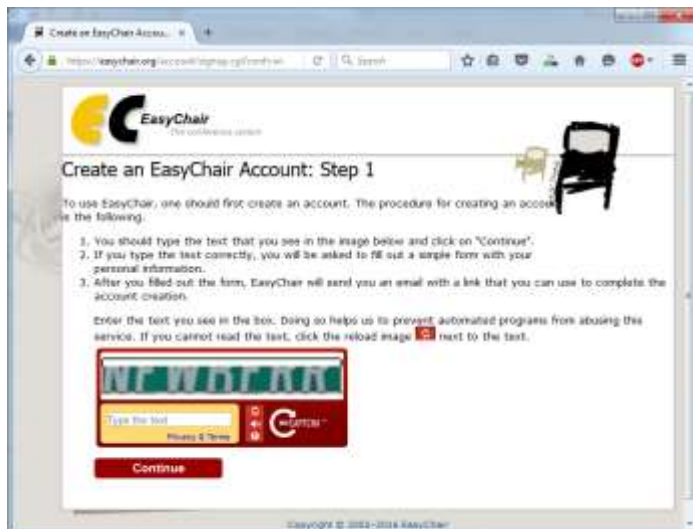 Create an EasyChair Accou...
Search
EC EasyChair
The conference system
Create an EasyChair Account: Step 1
To use EasyChair, one should first create an account. The procedure for creating an accou
is the following.
1. You should type the text that you see in the image below and click on "Continue".
2. If you type the text correctly, you will be asked to fill out a simple form with your
personal information.
3. After you filled out the form, EasyChair will send you an email with a link that you can use to complete the
account creation.
Enter the text you see in the box. Doing so helps us to prevent automated programs from abusing this
service. If you cannot read the text, click the reload image next to the text.
Type the text
Privacy & Terms
Continue
Copyright © 2002-2016 EasyChair